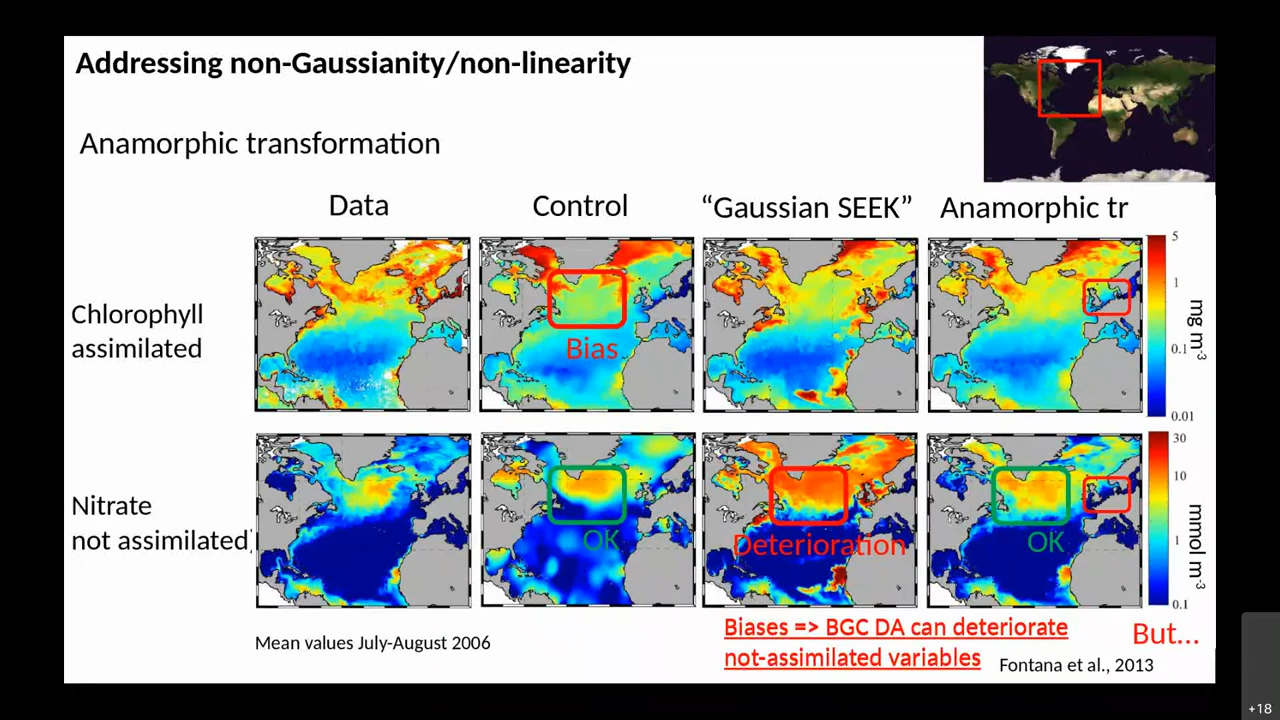 Addressing non-Gaussianity/non-linearity
Anamorphic transformation
Data
Control
“Gaussian SEEK”
Anamorphic tr
Chlorophyll
assimilated
Bias
5
1
0.1
0.01
mg m-3
Nitrate
not assimilated)
OK
Deterioration
OK
30
10
1
0.1
mmol m-3
Mean values July-August 2006
Biases => BGC DA can deteriorate
not-assimilated variables
But...
Fontana et al., 2013
+18